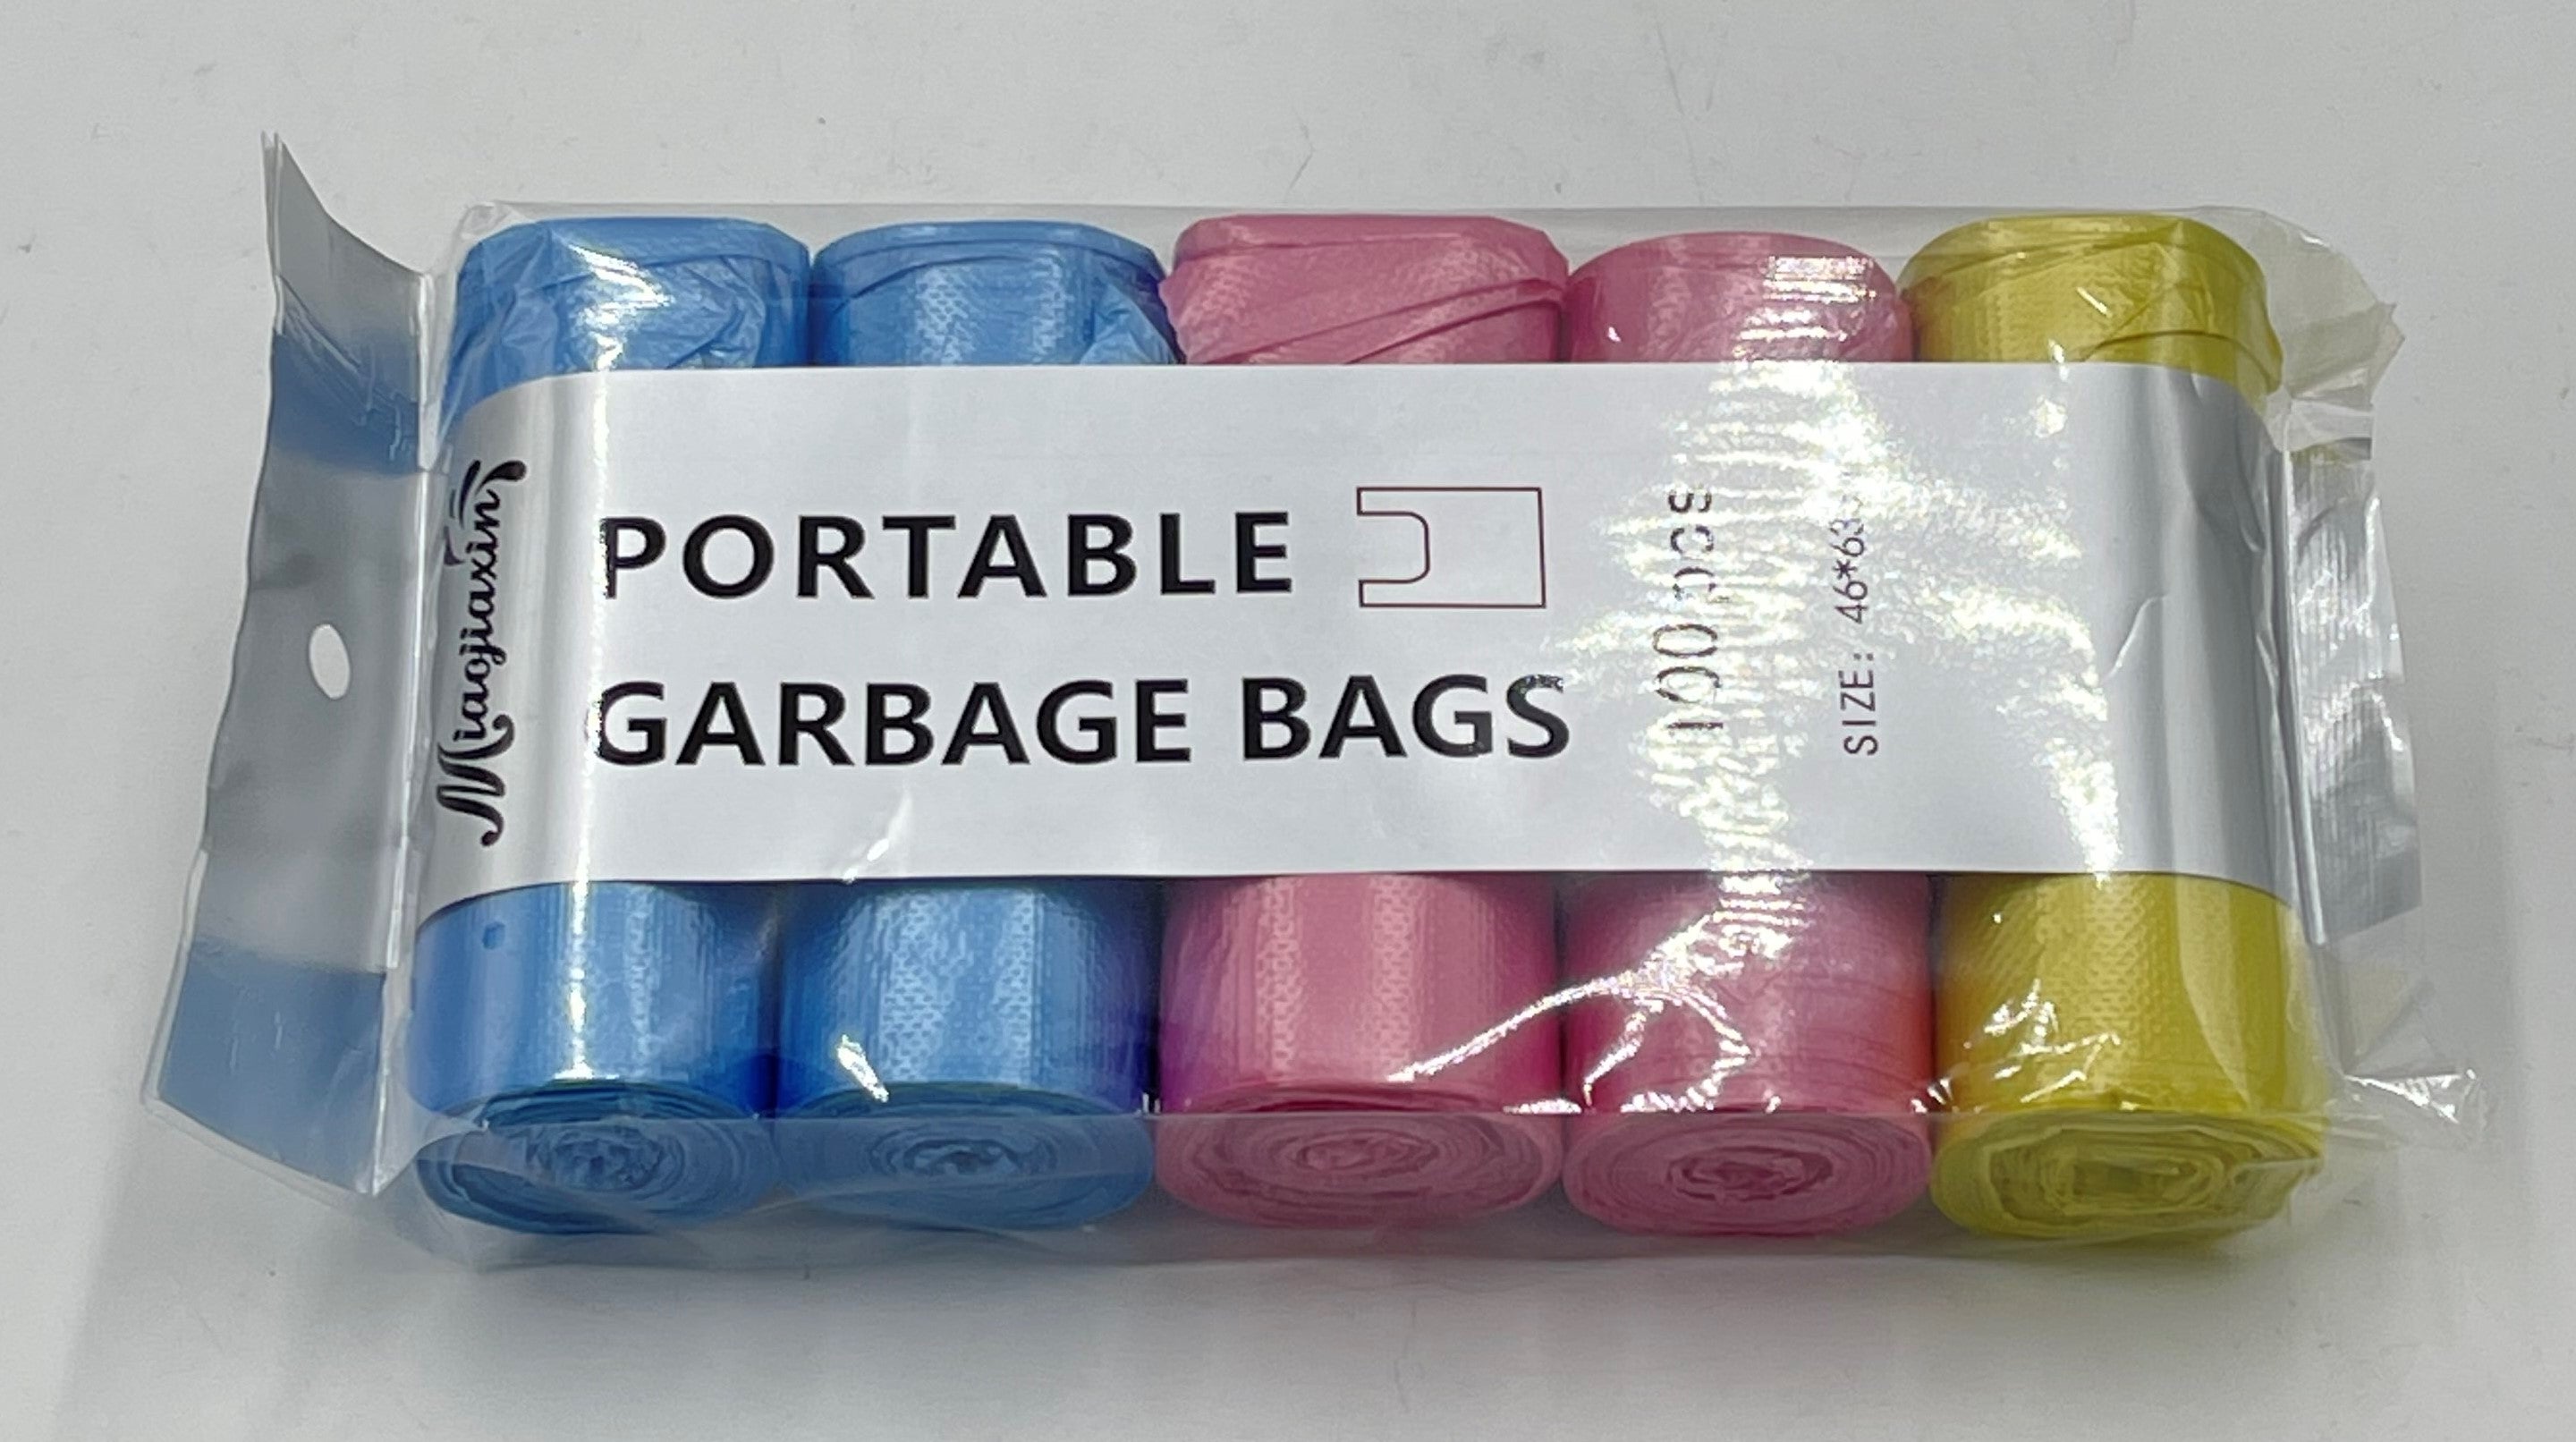 Miaojiaxin
PORTABLE
GARBAGE BAGS
100 pcs
SIZE: 46*63